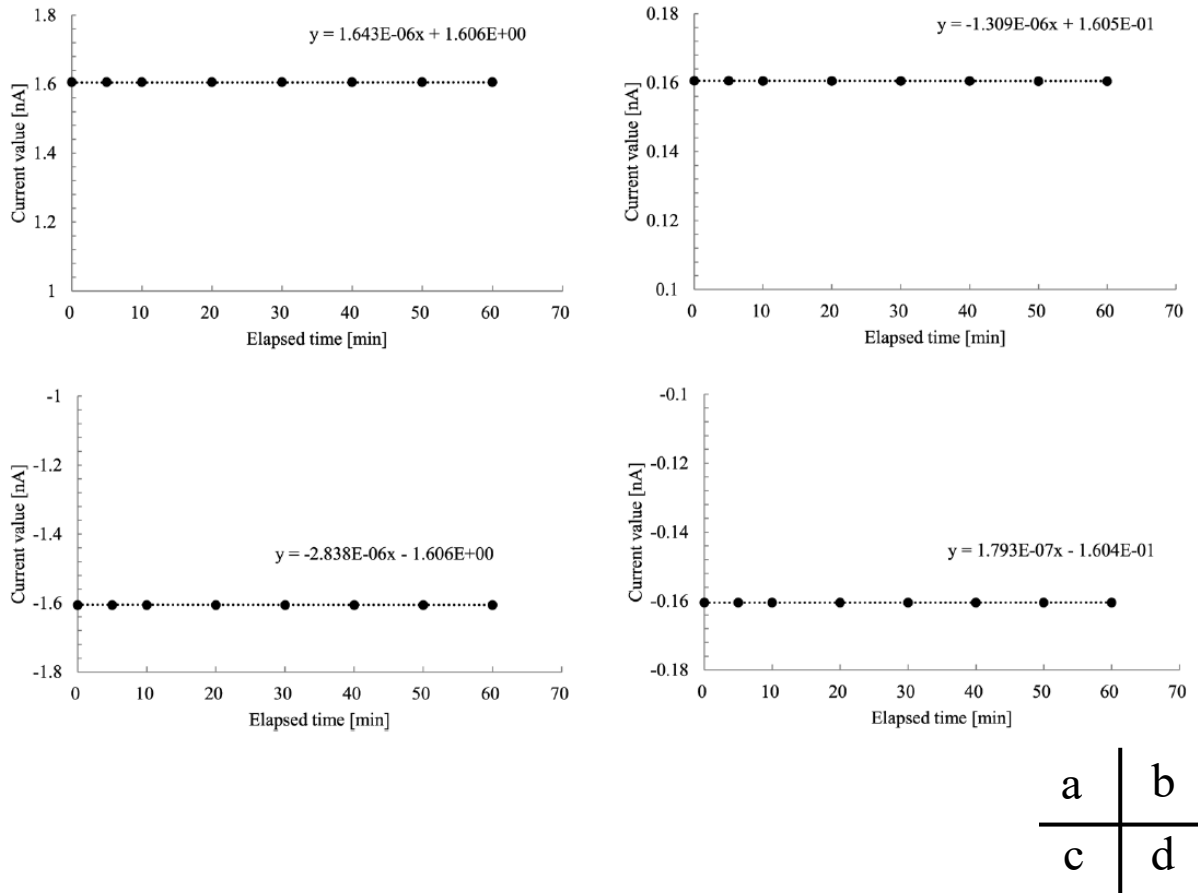 y = 1.643E-06x + 1.606E+00
1.8
1.6
1.4
1.2
1
Current value [nA]
0 10 20 30 40 50 60 70
Elapsed time [min]
y = -1.309E-06x + 1.605E-01
0.18
0.16
0.14
0.12
0.1
Current value [nA]
0 10 20 30 40 50 60 70
Elapsed time [min]
-1
-1.2
-1.4
-1.6
-1.8
Current value [nA]
y = -2.838E-06x - 1.606E+00
0 10 20 30 40 50 60 70
Elapsed time [min]
-0.1
-0.12
-0.14
-0.16
-0.18
Current value [nA]
y = 1.793E-07x - 1.604E-01
0 10 20 30 40 50 60 70
Elapsed time [min]
a b
c d